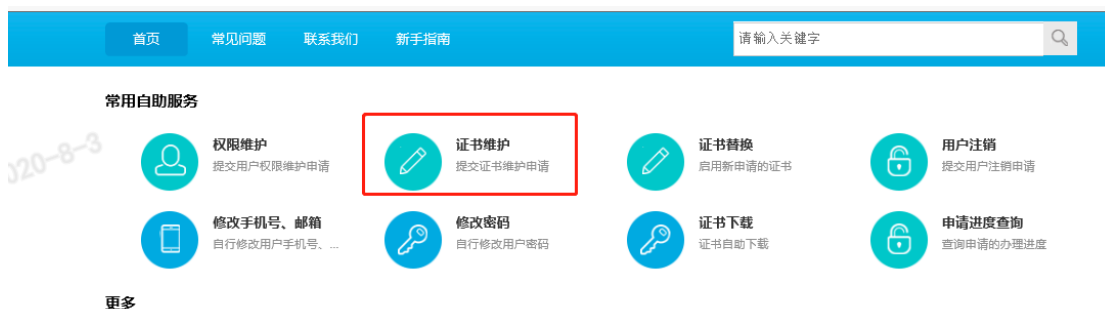 首页 常见问题 联系我们 新手指南 请输入关键字
常用自助服务
权限维护 证书维护 证书替换 用户注销
提交用户权限维护申请 提交证书维护申请 启用新申请的证书 提交用户注销申请
修改手机号、邮箱 修改密码 证书下载 申请进度查询
自行修改用户手机号、... 自行修改用户密码 证书自助下载 查询申请的办理进度
更多
020-8-3